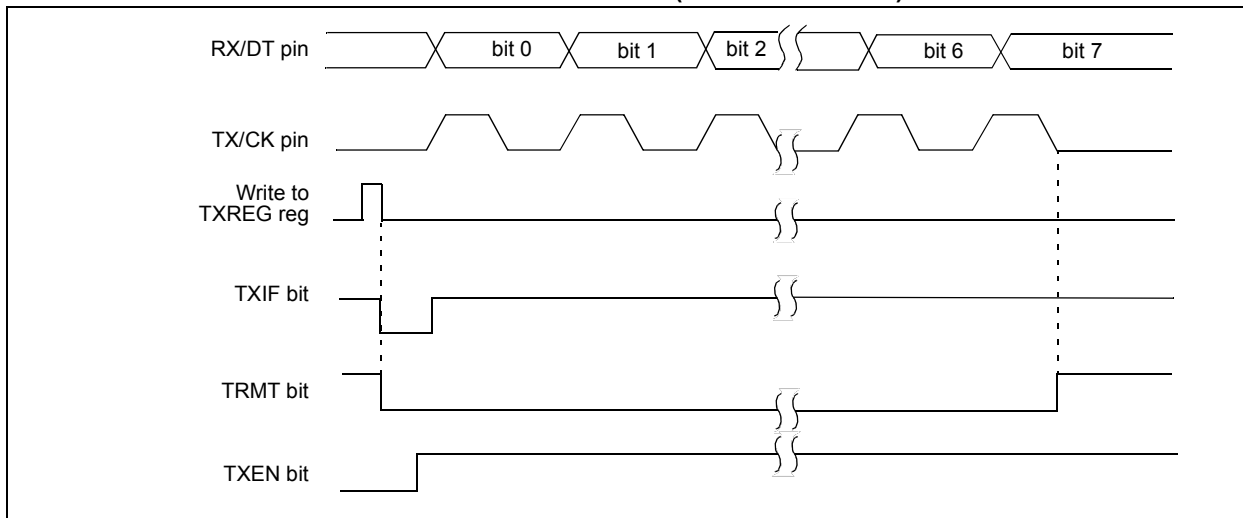 RX/DT pin
bit 0 bit 1 bit 2 bit 6 bit 7
TX/CK pin
Write to
TXREG reg
TXIF bit
TRMT bit
TXEN bit